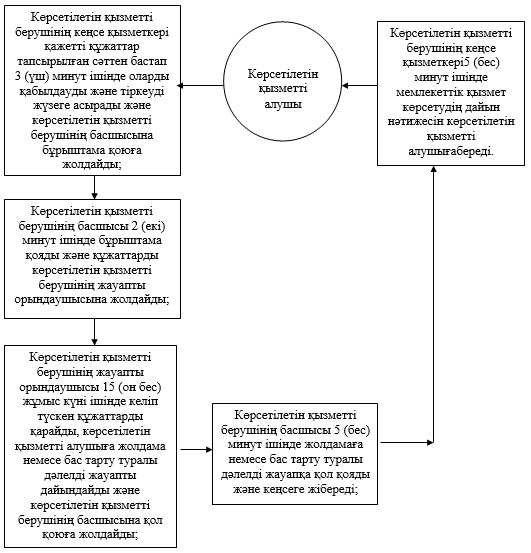 Көрсетілетін қызметті
берушінің кеңсе қызметкері
қажетті құжаттар
тапсырылған сәттен бастап
3 (үш) минут ішінде оларды
қабылдауды және тіркеуді
жүзеге асырады және
көрсетілетін қызметті
берушінің басшысына
бұрыштама қоюға
жолдайды;
Көрсетілетін
қызметті
алушы
Көрсетілетін қызметті
берушінің кеңсе
қызметкері5 (бес)
минут ішінде
мемлекеттік қызмет
көрсетудің дайын
нәтижесін көрсетілетін
қызметті
алушығабереді.
Көрсетілетін қызметті
берушінің басшысы 2 (екі)
минут ішінде бұрыштама
қояды және құжаттарды
көрсетілетін қызметті
берушінің жауапты
орындаушысына жолдайды;
Көрсетілетін қызметті
берушінің жауапты
орындаушысы 15 (он бес)
жұмыс күні ішінде келіп
түскен құжаттарды
қарайды, көрсетілетін
қызметті алушыға жолдама
немесе бас тарту туралы
дәлелді жауапты
дайындайды және
көрсетілетін қызметті
берушінің басшысына қол
қоюға жолдайды;
Көрсетілетін қызметті
берушінің басшысы 5 (бес)
минут ішінде жолдамаға
немесе бас тарту туралы
дәлелді жауапқа қол қояды
және кеңсеге жібереді;